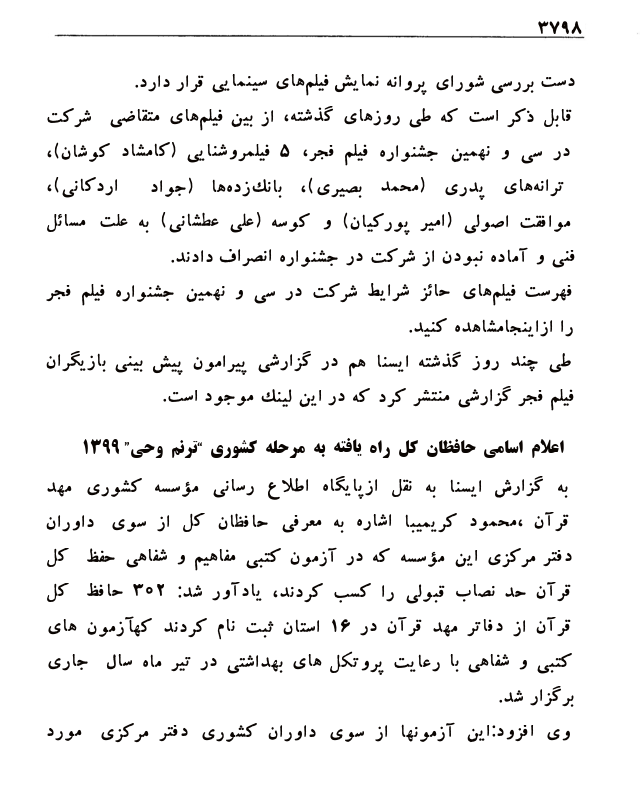 ۳۷۹۸
دست بررسی شورای پروانه نمایش فیلم‌های سینمایی قرار دارد.
قابل ذکر است که طی روزهای گذشته، از بین فیلم‌های متقاضی شرکت
در سی و نهمین جشنواره فیلم فجر، ۵ فیلمروشنایی (کامشاد کوشان)،
ترانه‌های پدری (محمد بصیری)، بانک‌زده‌ها (جواد اردکانی)،
موافقت اصولی (امیر پورکیان) و کوسه (علی عطشانی) به علت مسائل
فنی و آماده نبودن از شرکت در جشنواره انصراف دادند.
فهرست فیلم‌های حائز شرایط شرکت در سی و نهمین جشنواره فیلم فجر
را ازاینجامشاهده کنید.
طی چند روز گذشته ایسنا هم در گزارشی پیرامون پیش بینی بازیگران
فیلم فجر گزارشی منتشر کرد که در این لینک موجود است.
اعلام اسامی حافظان کل راه یافته به مرحله کشوری "ترنم وحی" ۱۳۹۹
به گزارش ایسنا به نقل ازپایگاه اطلاع رسانی مؤسسه کشوری مهد
قرآن ،محمود کریمیبا اشاره به معرفی حافظان کل از سوی داوران
دفتر مرکزی این مؤسسه که در آزمون کتبی مفاهیم و شفاهی حفظ کل
قرآن حد نصاب قبولی را کسب کردند، یادآور شد: ۳۰۲ حافظ کل
قرآن از دفاتر مهد قرآن در ۱۶ استان ثبت نام کردند کهآزمون های
کتبی و شفاهی با رعایت پروتکل های بهداشتی در تیر ماه سال جاری
برگزار شد.
وی افزود:این آزمونها از سوی داوران کشوری دفتر مرکزی مورد